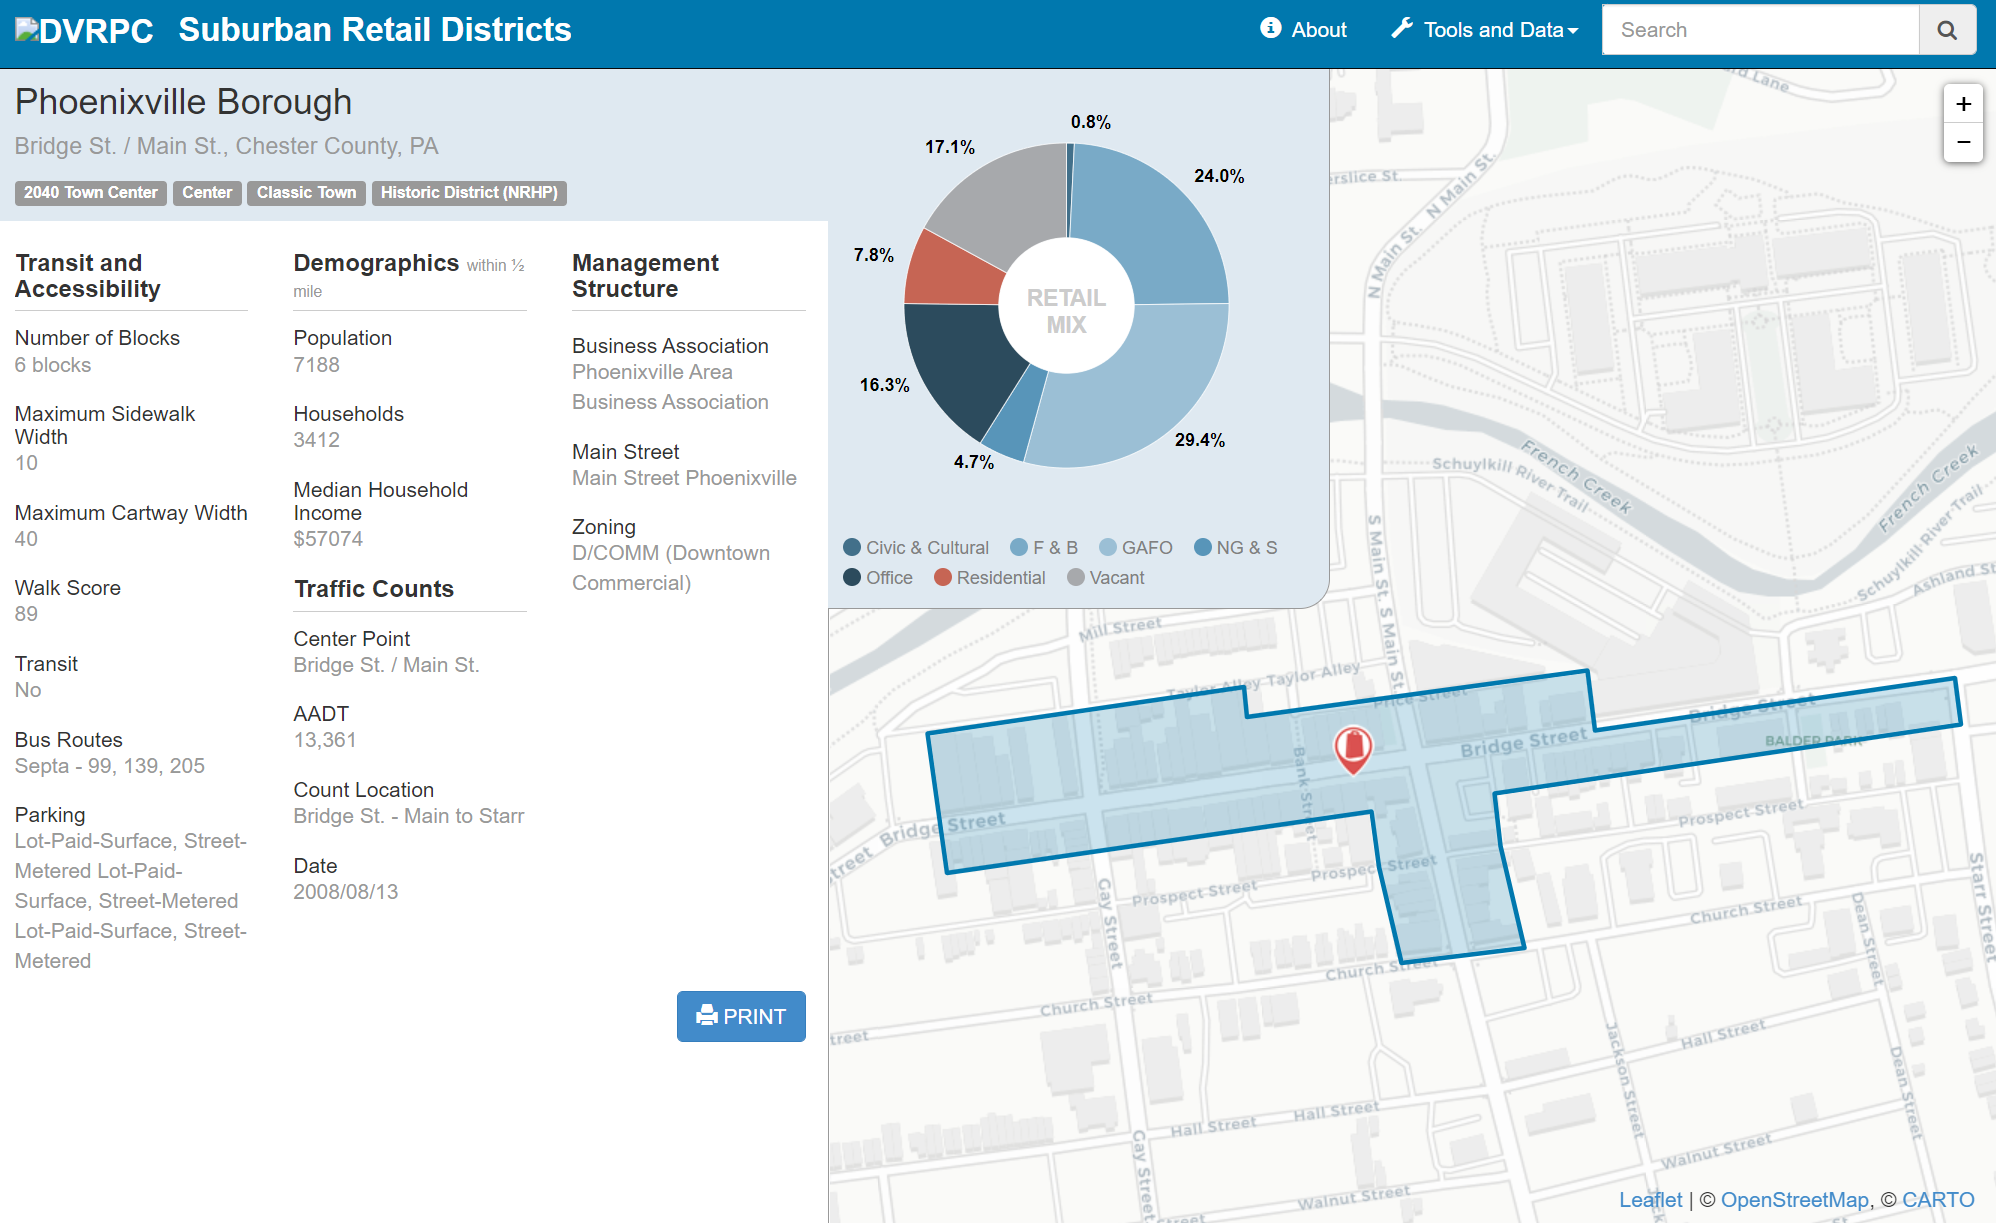 DVRPC Suburban Retail Districts
About
Tools and Data
Search
Phoenixville Borough
Bridge St. / Main St., Chester County, PA
2040 Town Center
Center
Classic Town
Historic District (NRHP)
Transit and
Accessibility
Number of Blocks
6 blocks
Maximum Sidewalk
Width
10
Maximum Cartway Width
40
Walk Score
89
Transit
No
Bus Routes
Septa - 99, 139, 205
Parking
Lot-Paid-Surface, Street-
Metered Lot-Paid-
Surface, Street-Metered
Lot-Paid-Surface, Street-
Metered
Demographics within ½
mile
Population
7188
Households
3412
Median Household
Income
$57074
Traffic Counts
Center Point
Bridge St. / Main St.
AADT
13,361
Count Location
Bridge St. - Main to Starr
Date
2008/08/13
Management
Structure
Business Association
Phoenixville Area
Business Association
Main Street
Main Street Phoenixville
Zoning
D/COMM (Downtown
Commercial)
PRINT
0.8%
17.1%
24.0%
7.8%
RETAIL
MIX
16.3%
29.4%
4.7%
Civic & Cultural
F & B
GAFO
NG & S
Office
Residential
Vacant
+
−
Lane
erslice St.
N Main St.
N Main St.
French Creek
Schuylkill River Trail
French Creek
Schuylkill River Trail
Ashland St
S Main St.
S Main St.
Mill Street
Taylor Alley
Taylor Alley
Price Street
Bridge Street
Bridge Street
BALDER PARK
Bank Street
Bridge Street
treet
Prospect Street
Prospect Street
Prospect Street
Starr Street
Gay Street
Church Street
Dean Street
Church Street
Church Street
treet
Jackson Street
Hall Street
Dean Street
Hall Street
Hall Street
Gay Street
Walnut Street
Walnut Street
reet
Leaflet | © OpenStreetMap, © CARTO